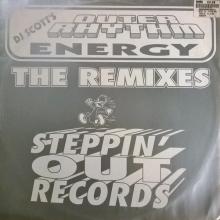 DJ SCOTT'S
OUTER
RHYTHM
ENERGY
THE REMIXES
STEPPIN'
OUT
RECORDS